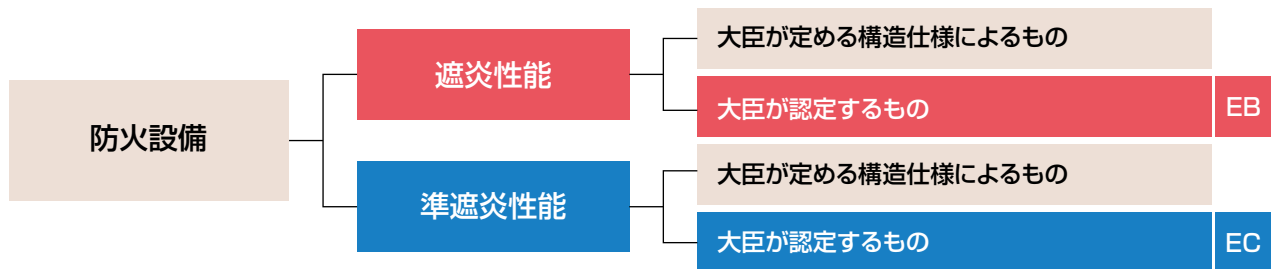 防火設備
遮炎性能
大臣が定める構造仕様によるもの
大臣が認定するもの
EB
準遮炎性能
大臣が定める構造仕様によるもの
大臣が認定するもの
EC